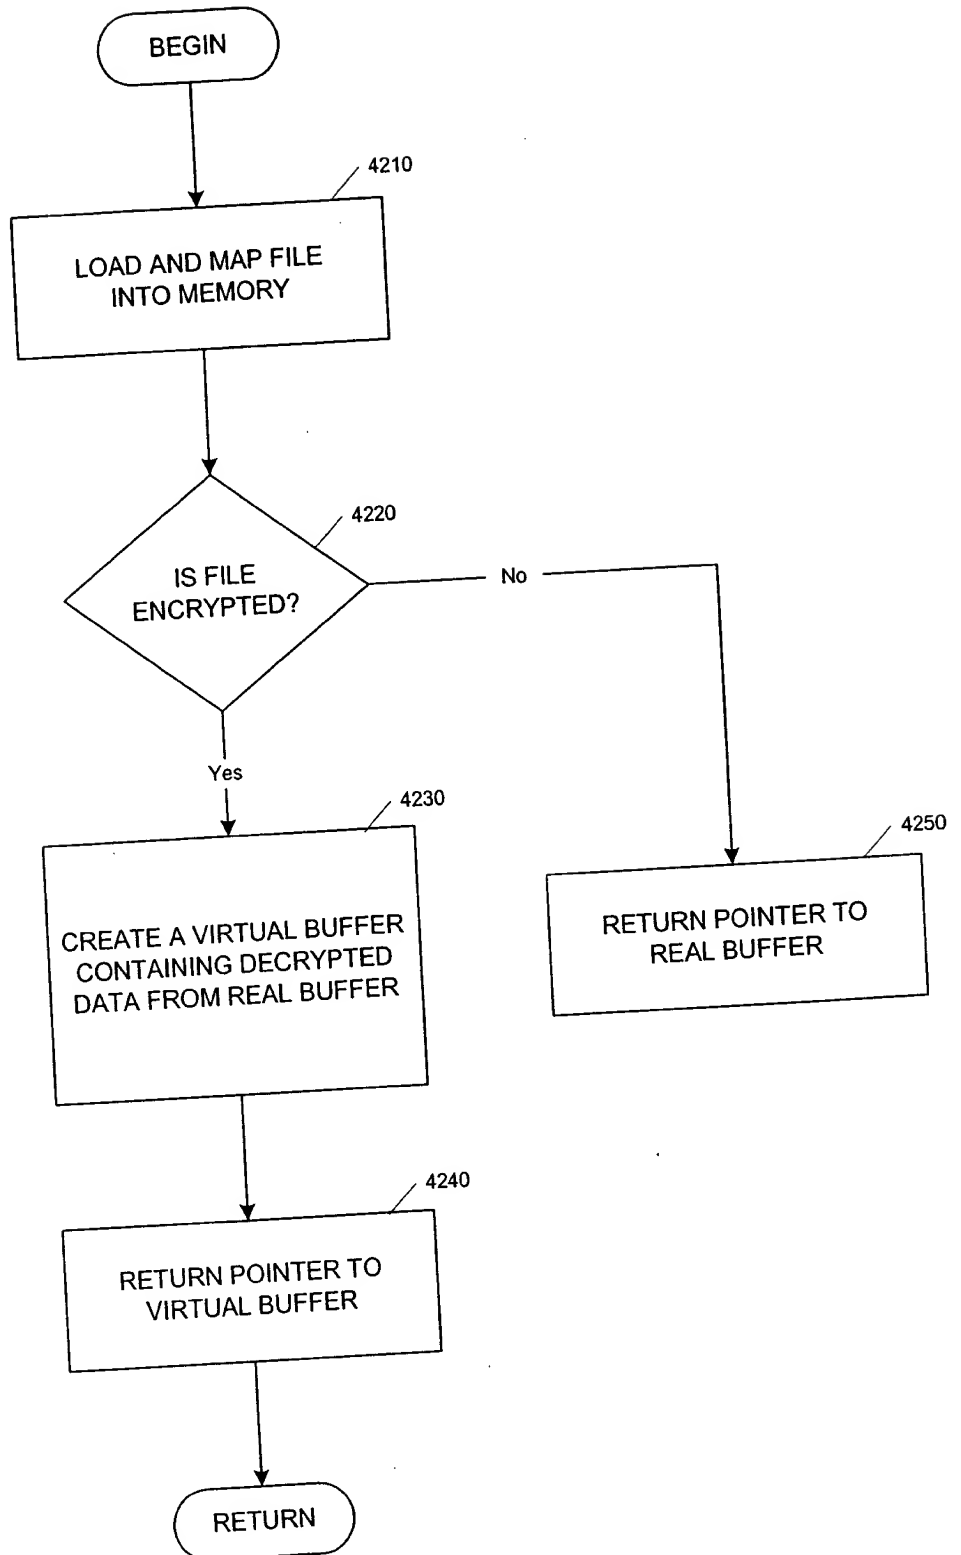 BEGIN
4210
LOAD AND MAP FILE
INTO MEMORY
4220
IS FILE
ENCRYPTED?
No
Yes
4230
CREATE A VIRTUAL BUFFER
CONTAINING DECRYPTED
DATA FROM REAL BUFFER
4250
RETURN POINTER TO
REAL BUFFER
4240
RETURN POINTER TO
VIRTUAL BUFFER
RETURN